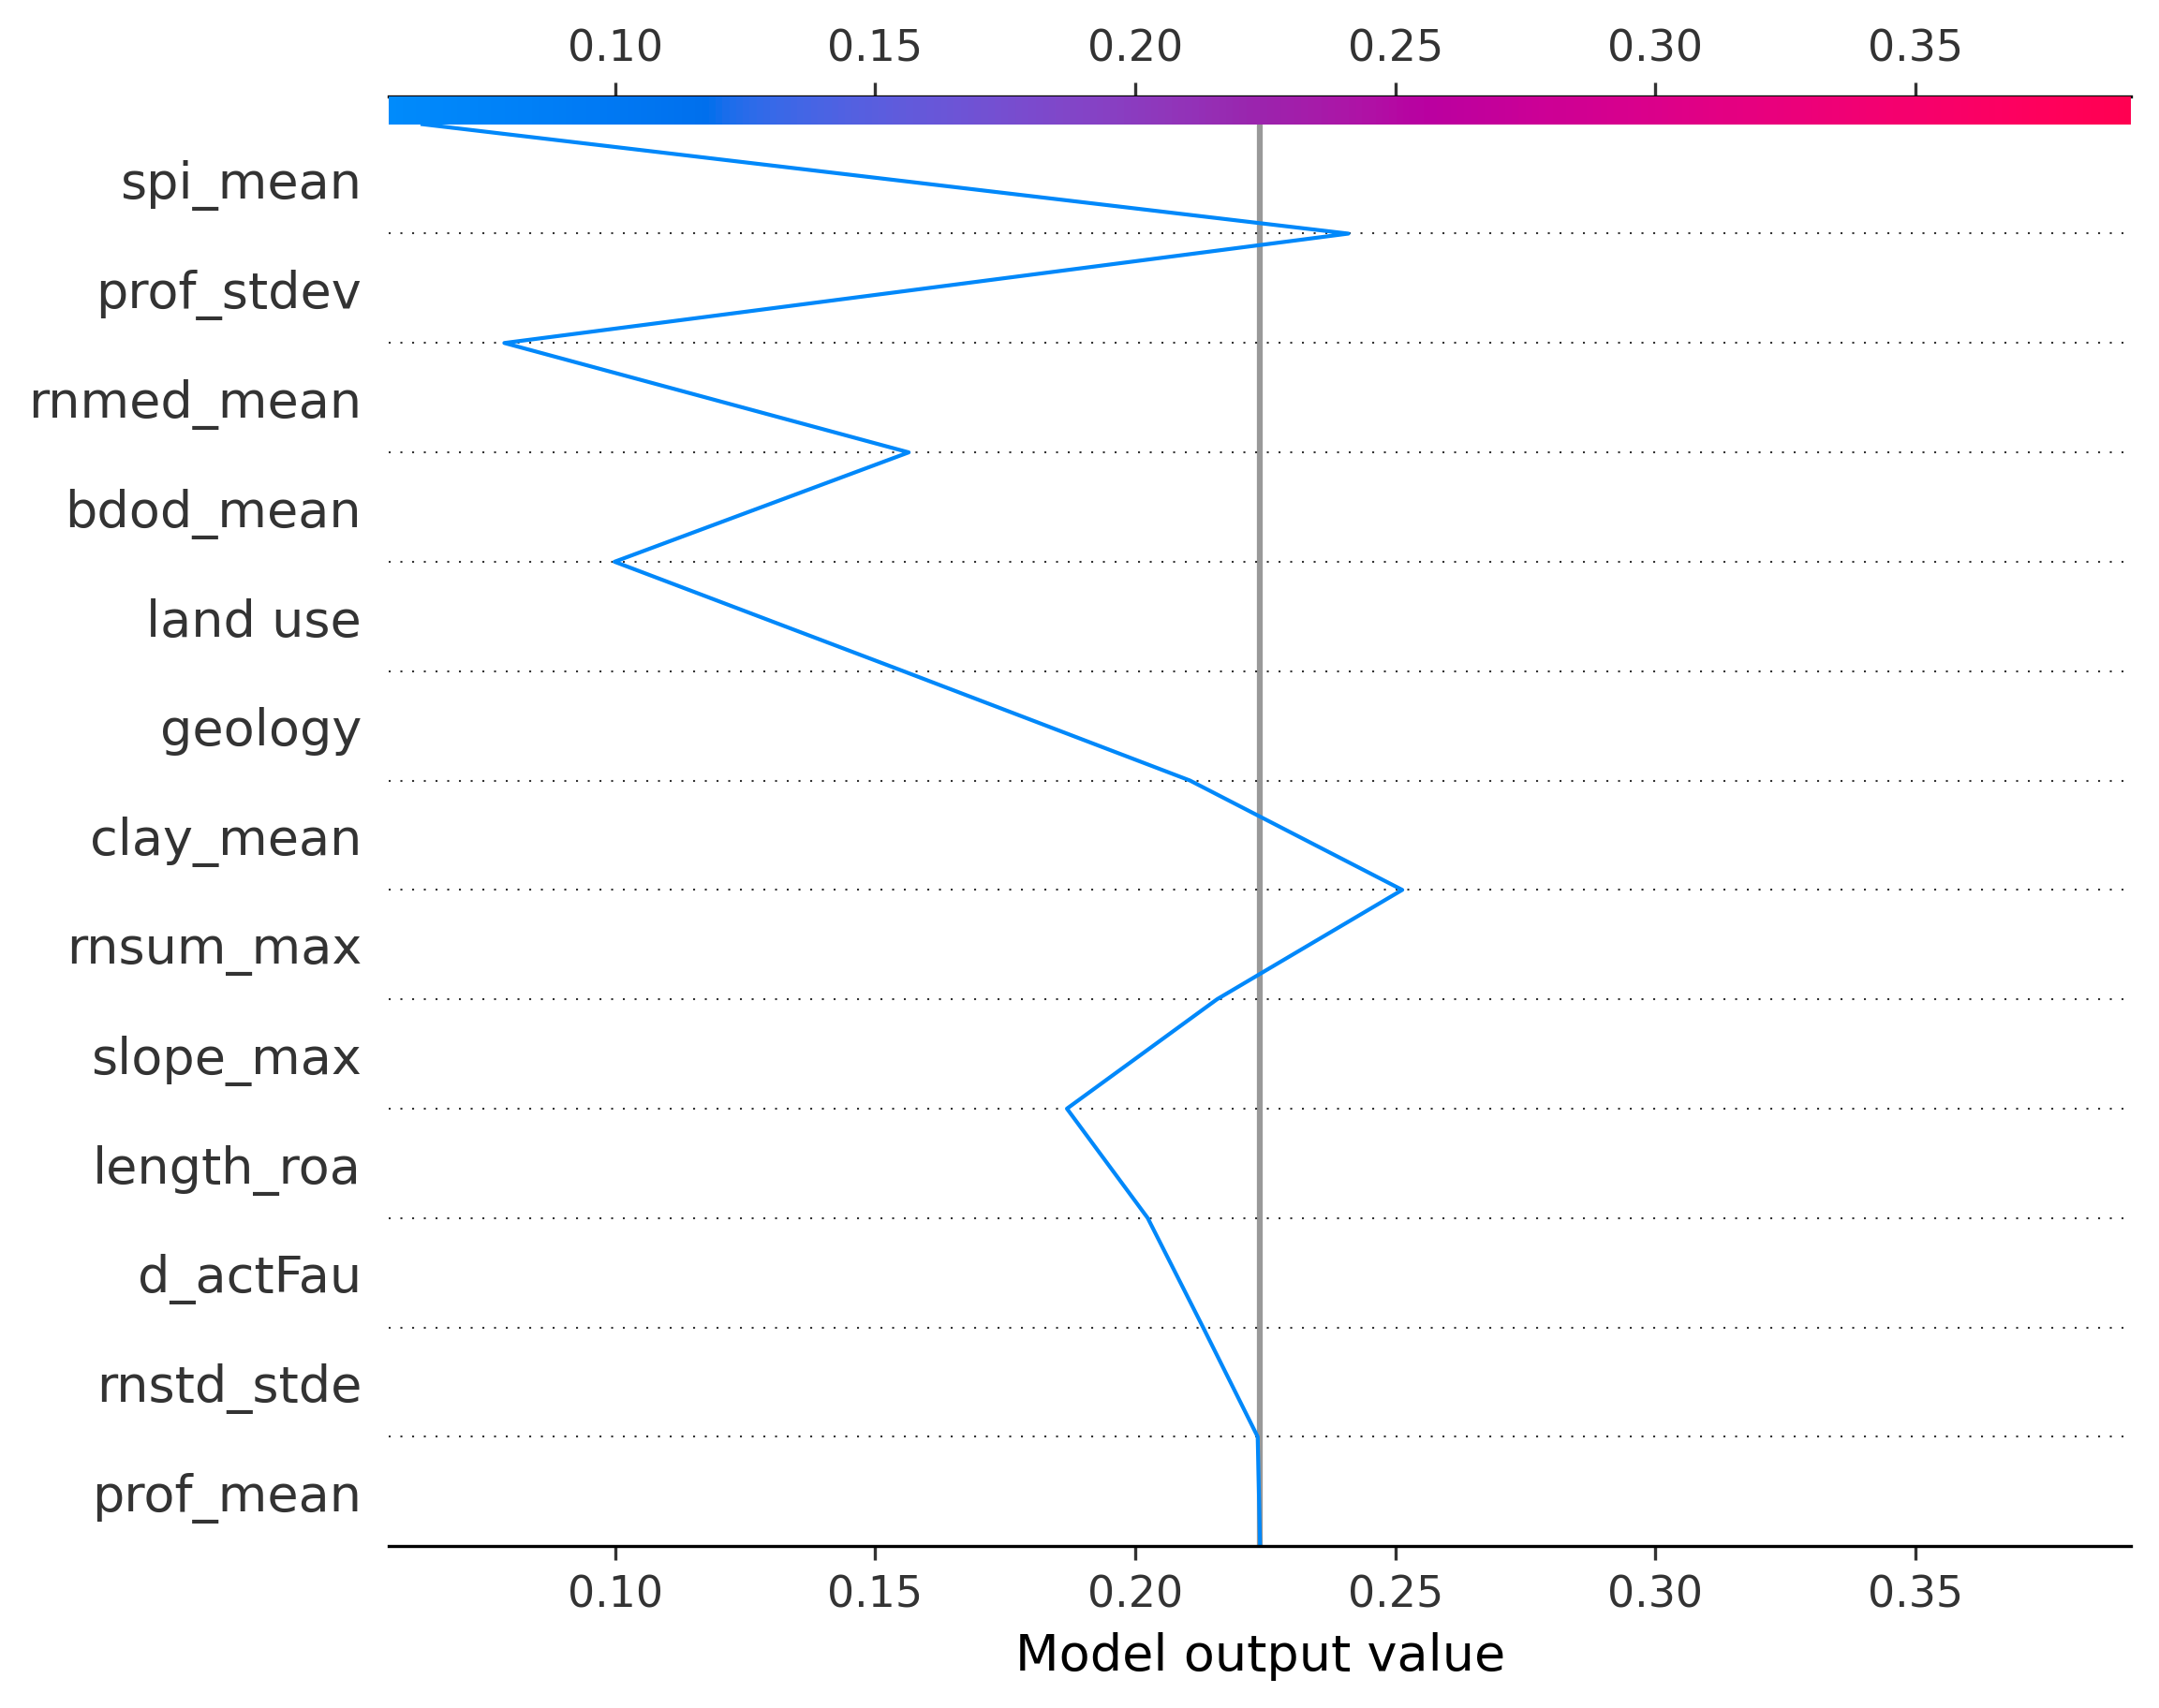 0.10 0.15 0.20 0.25 0.30 0.35
spi_mean
prof_stdev
rnmed_mean
bdod_mean
land use
geology
clay_mean
rnsum_max
slope_max
length_roa
d_actFau
rnstd_stde
prof_mean
0.10 0.15 0.20 0.25 0.30 0.35
Model output value